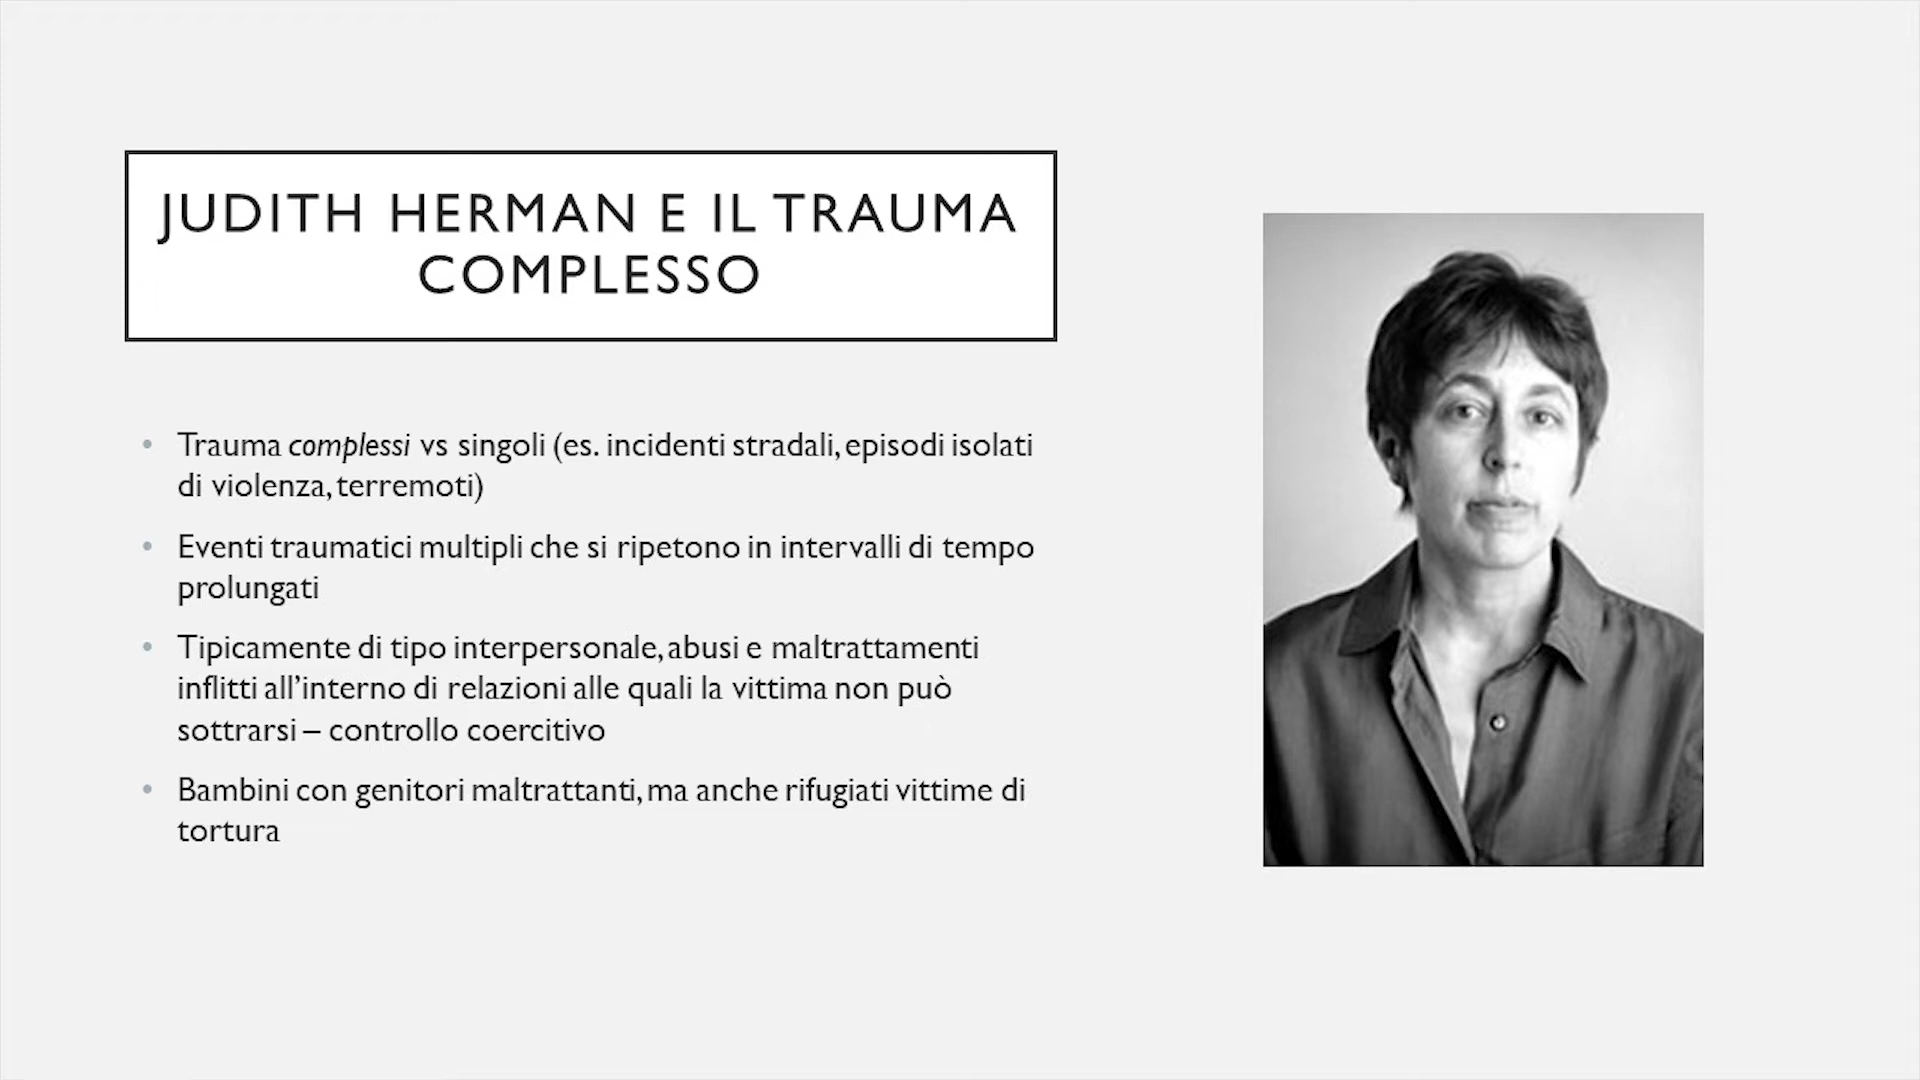 JUDITH HERMAN E IL TRAUMA
COMPLESSO
• Trauma complessi vs singoli (es. incidenti stradali, episodi isolati
di violenza, terremoti)
• Eventi traumatici multipli che si ripetono in intervalli di tempo
prolungati
• Tipicamente di tipo interpersonale, abusi e maltrattamenti
inflitti all’interno di relazioni alle quali la vittima non può
sottrarsi – controllo coercitivo
• Bambini con genitori maltrattanti, ma anche rifugiati vittime di
tortura